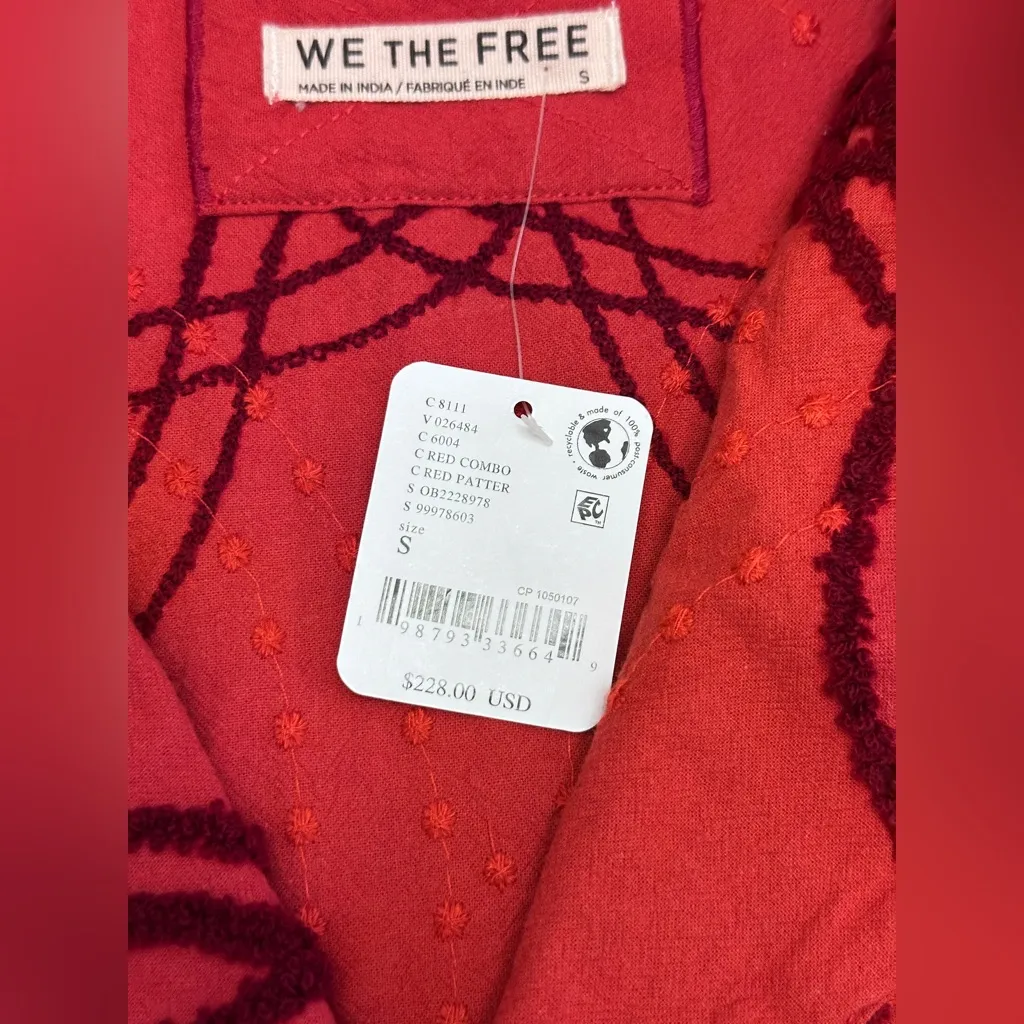 WE THE FREE
MADE IN INDIA / FABRIQUÉ EN INDE S
C 8111
V 026484
C 6004
C RED COMBO
C RED PATTER
S OB2228978
S 99978603
size
S
recyclable & made of 100% post-consumer waste •
EPC™
CP 1050107
1 98793 33664 9
$228.00 USD